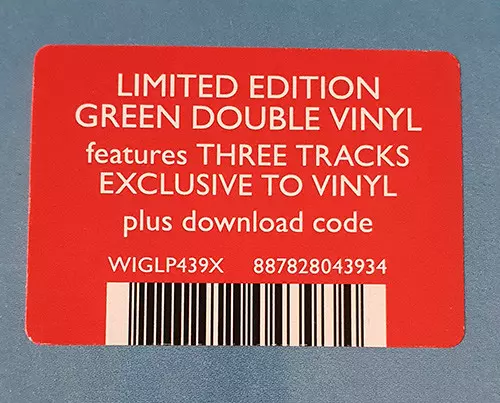 LIMITED EDITION
GREEN DOUBLE VINYL
features THREE TRACKS
EXCLUSIVE TO VINYL
plus download code
WIGLP439X 887828043934